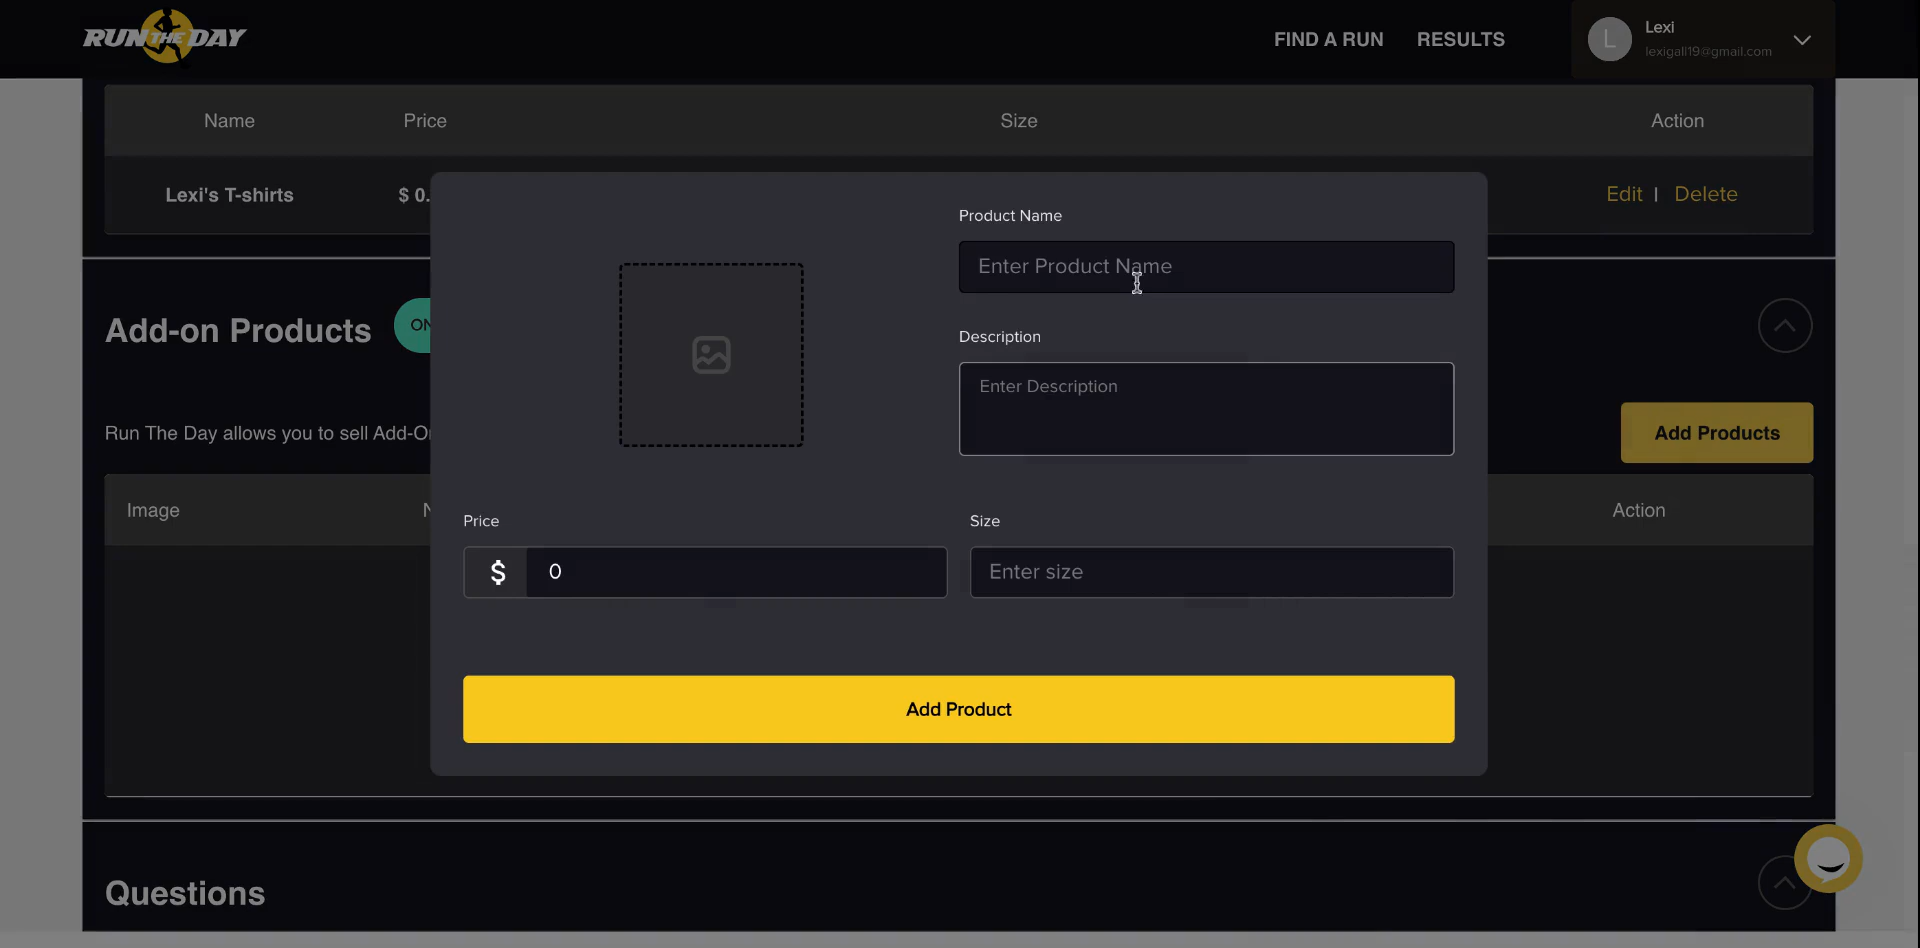 RUN THE DAY
FIND A RUN
RESULTS
L
Lexi
lexigall19@gmail.com
Name
Price
Size
Action
Lexi's T-shirts
$ 0.
Edit | Delete
Product Name
Enter Product Name
Add-on Products
ON
Description
Enter Description
Run The Day allows you to sell Add-O
Add Products
Image
N
Action
Price
Size
$
0
Enter size
Add Product
Questions